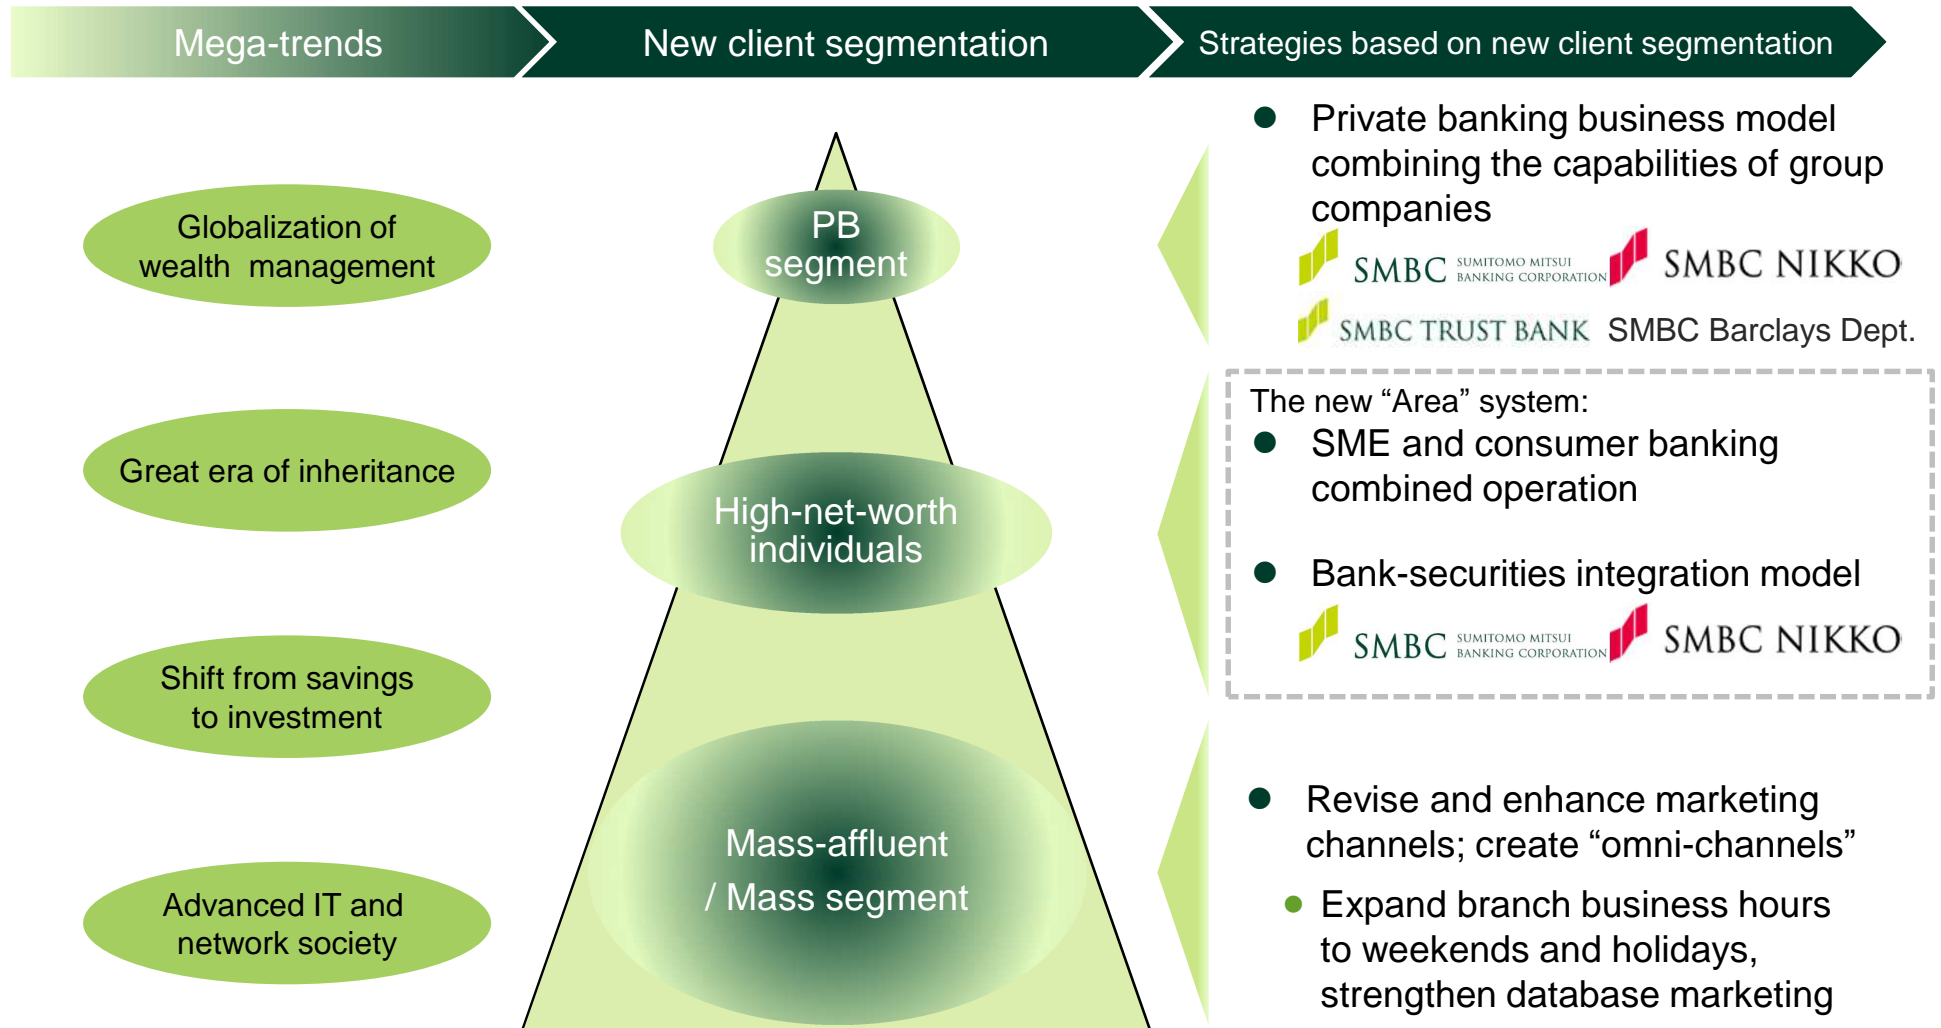 Mega-trends
New client segmentation
Strategies based on new client segmentation
Globalization of
wealth management
Great era of inheritance
Shift from savings
to investment
Advanced IT and
network society
PB
segment
High-net-worth
individuals
Mass-affluent
/ Mass segment
Private banking business model
combining the capabilities of group
companies
SMBC SUMITOMO MITSUI
BANKING CORPORATION
SMBC NIKKO
SMBC TRUST BANK
SMBC Barclays Dept.
The new “Area” system:
SME and consumer banking
combined operation
Bank-securities integration model
SMBC SUMITOMO MITSUI
BANKING CORPORATION
SMBC NIKKO
Revise and enhance marketing
channels; create “omni-channels”
Expand branch business hours
to weekends and holidays,
strengthen database marketing